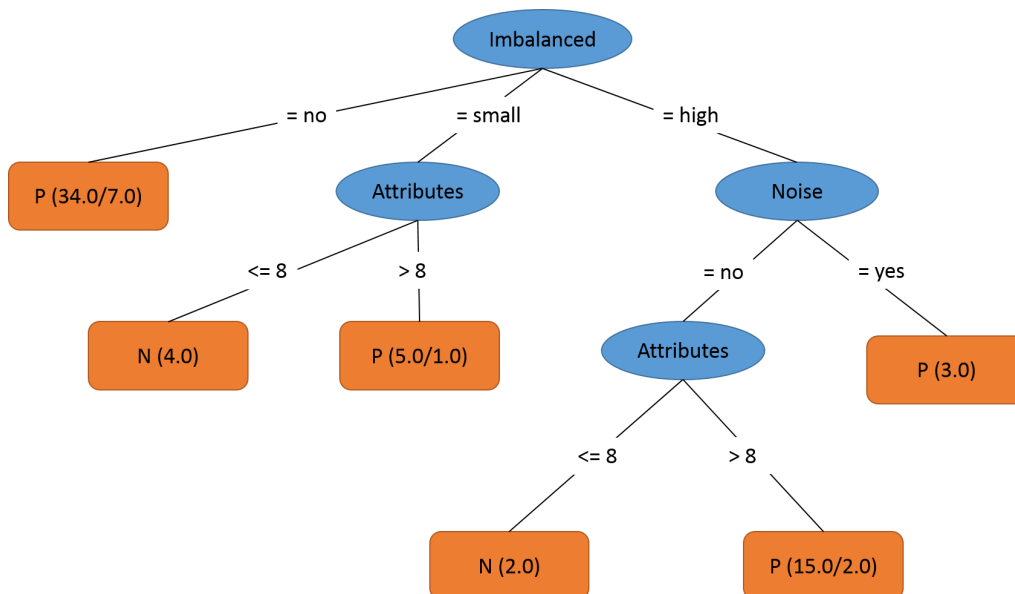 Imbalanced
= no
= small
= high
P (34.0/7.0)
Attributes
Noise
<= 8
> 8
= no
= yes
N (4.0)
P (5.0/1.0)
Attributes
P (3.0)
<= 8
> 8
N (2.0)
P (15.0/2.0)